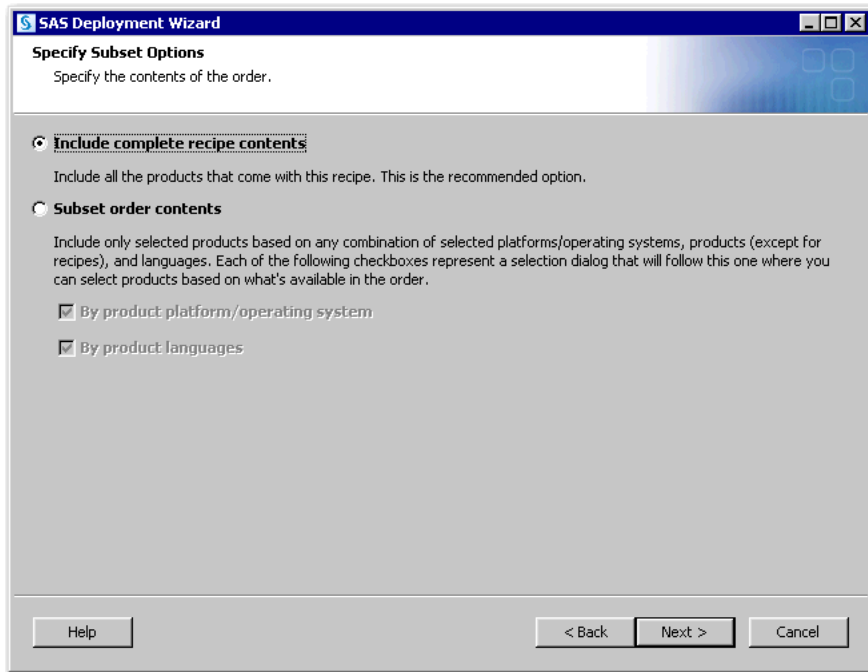 SAS Deployment Wizard
Specify Subset Options
Specify the contents of the order.
Include complete recipe contents
Include all the products that come with this recipe. This is the recommended option.
Subset order contents
Include only selected products based on any combination of selected platforms/operating systems, products (except for
recipes), and languages. Each of the following checkboxes represent a selection dialog that will follow this one where you
can select products based on what's available in the order.
By product platform/operating system
By product languages
Help
< Back
Next >
Cancel